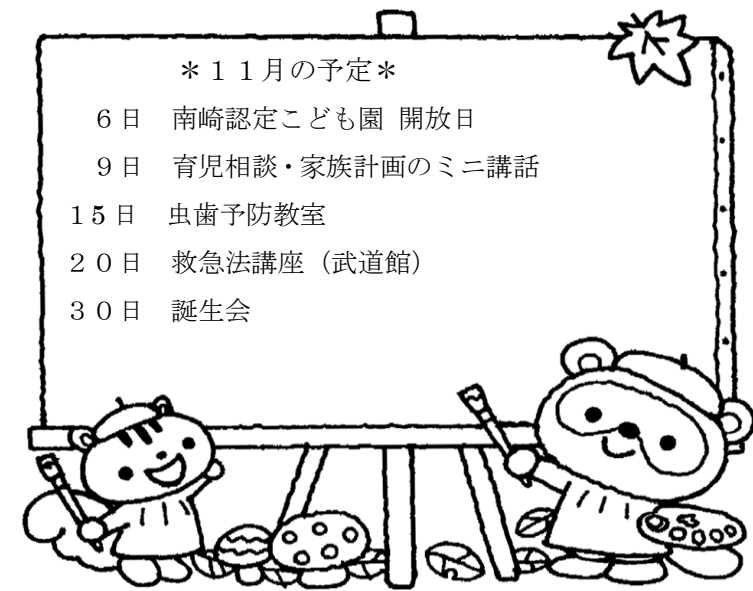 ＊１１月の予定＊
６日　南崎認定こども園 開放日
９日　育児相談・家族計画のミニ講話
１５日　虫歯予防教室
２０日　救急法講座（武道館）
３０日　誕生会